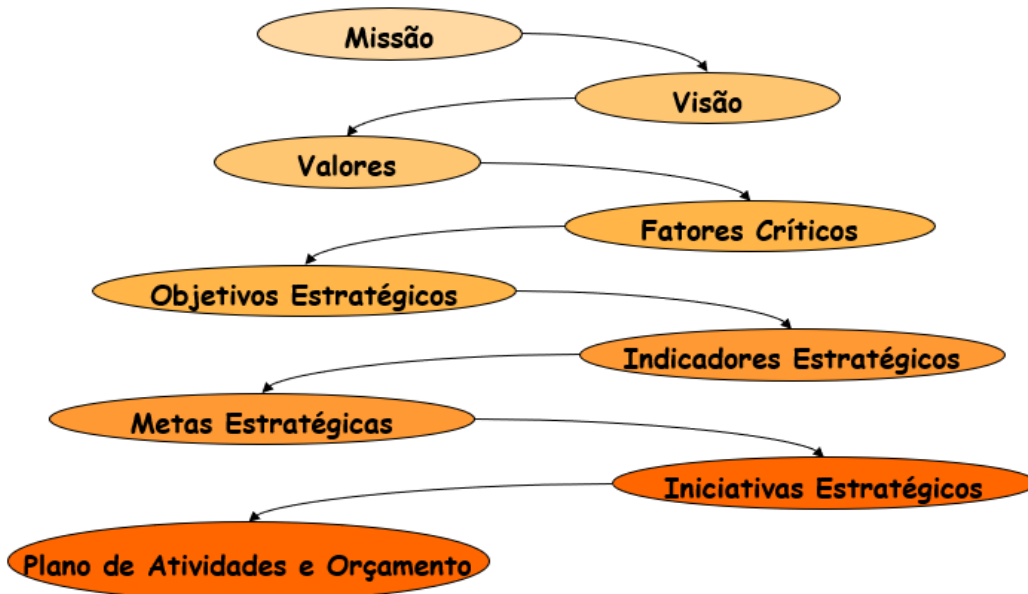 Missão
Visão
Valores
Fatores Críticos
Objetivos Estratégicos
Indicadores Estratégicos
Metas Estratégicas
Iniciativas Estratégicos
Plano de Atividades e Orçamento